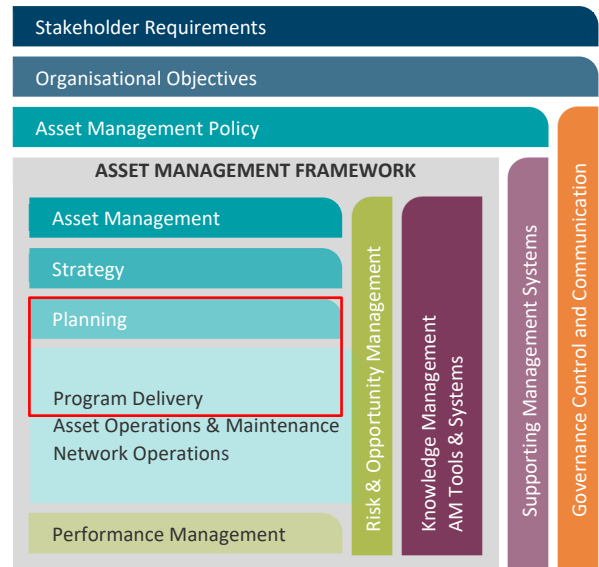 Stakeholder Requirements
Organisational Objectives
Asset Management Policy
ASSET MANAGEMENT FRAMEWORK
Asset Management
Strategy
Planning
Program Delivery
Asset Operations & Maintenance
Network Operations
Performance Management
Risk & Opportunity Management
Knowledge Management
AM Tools & Systems
Supporting Management Systems
Governance Control and Communication